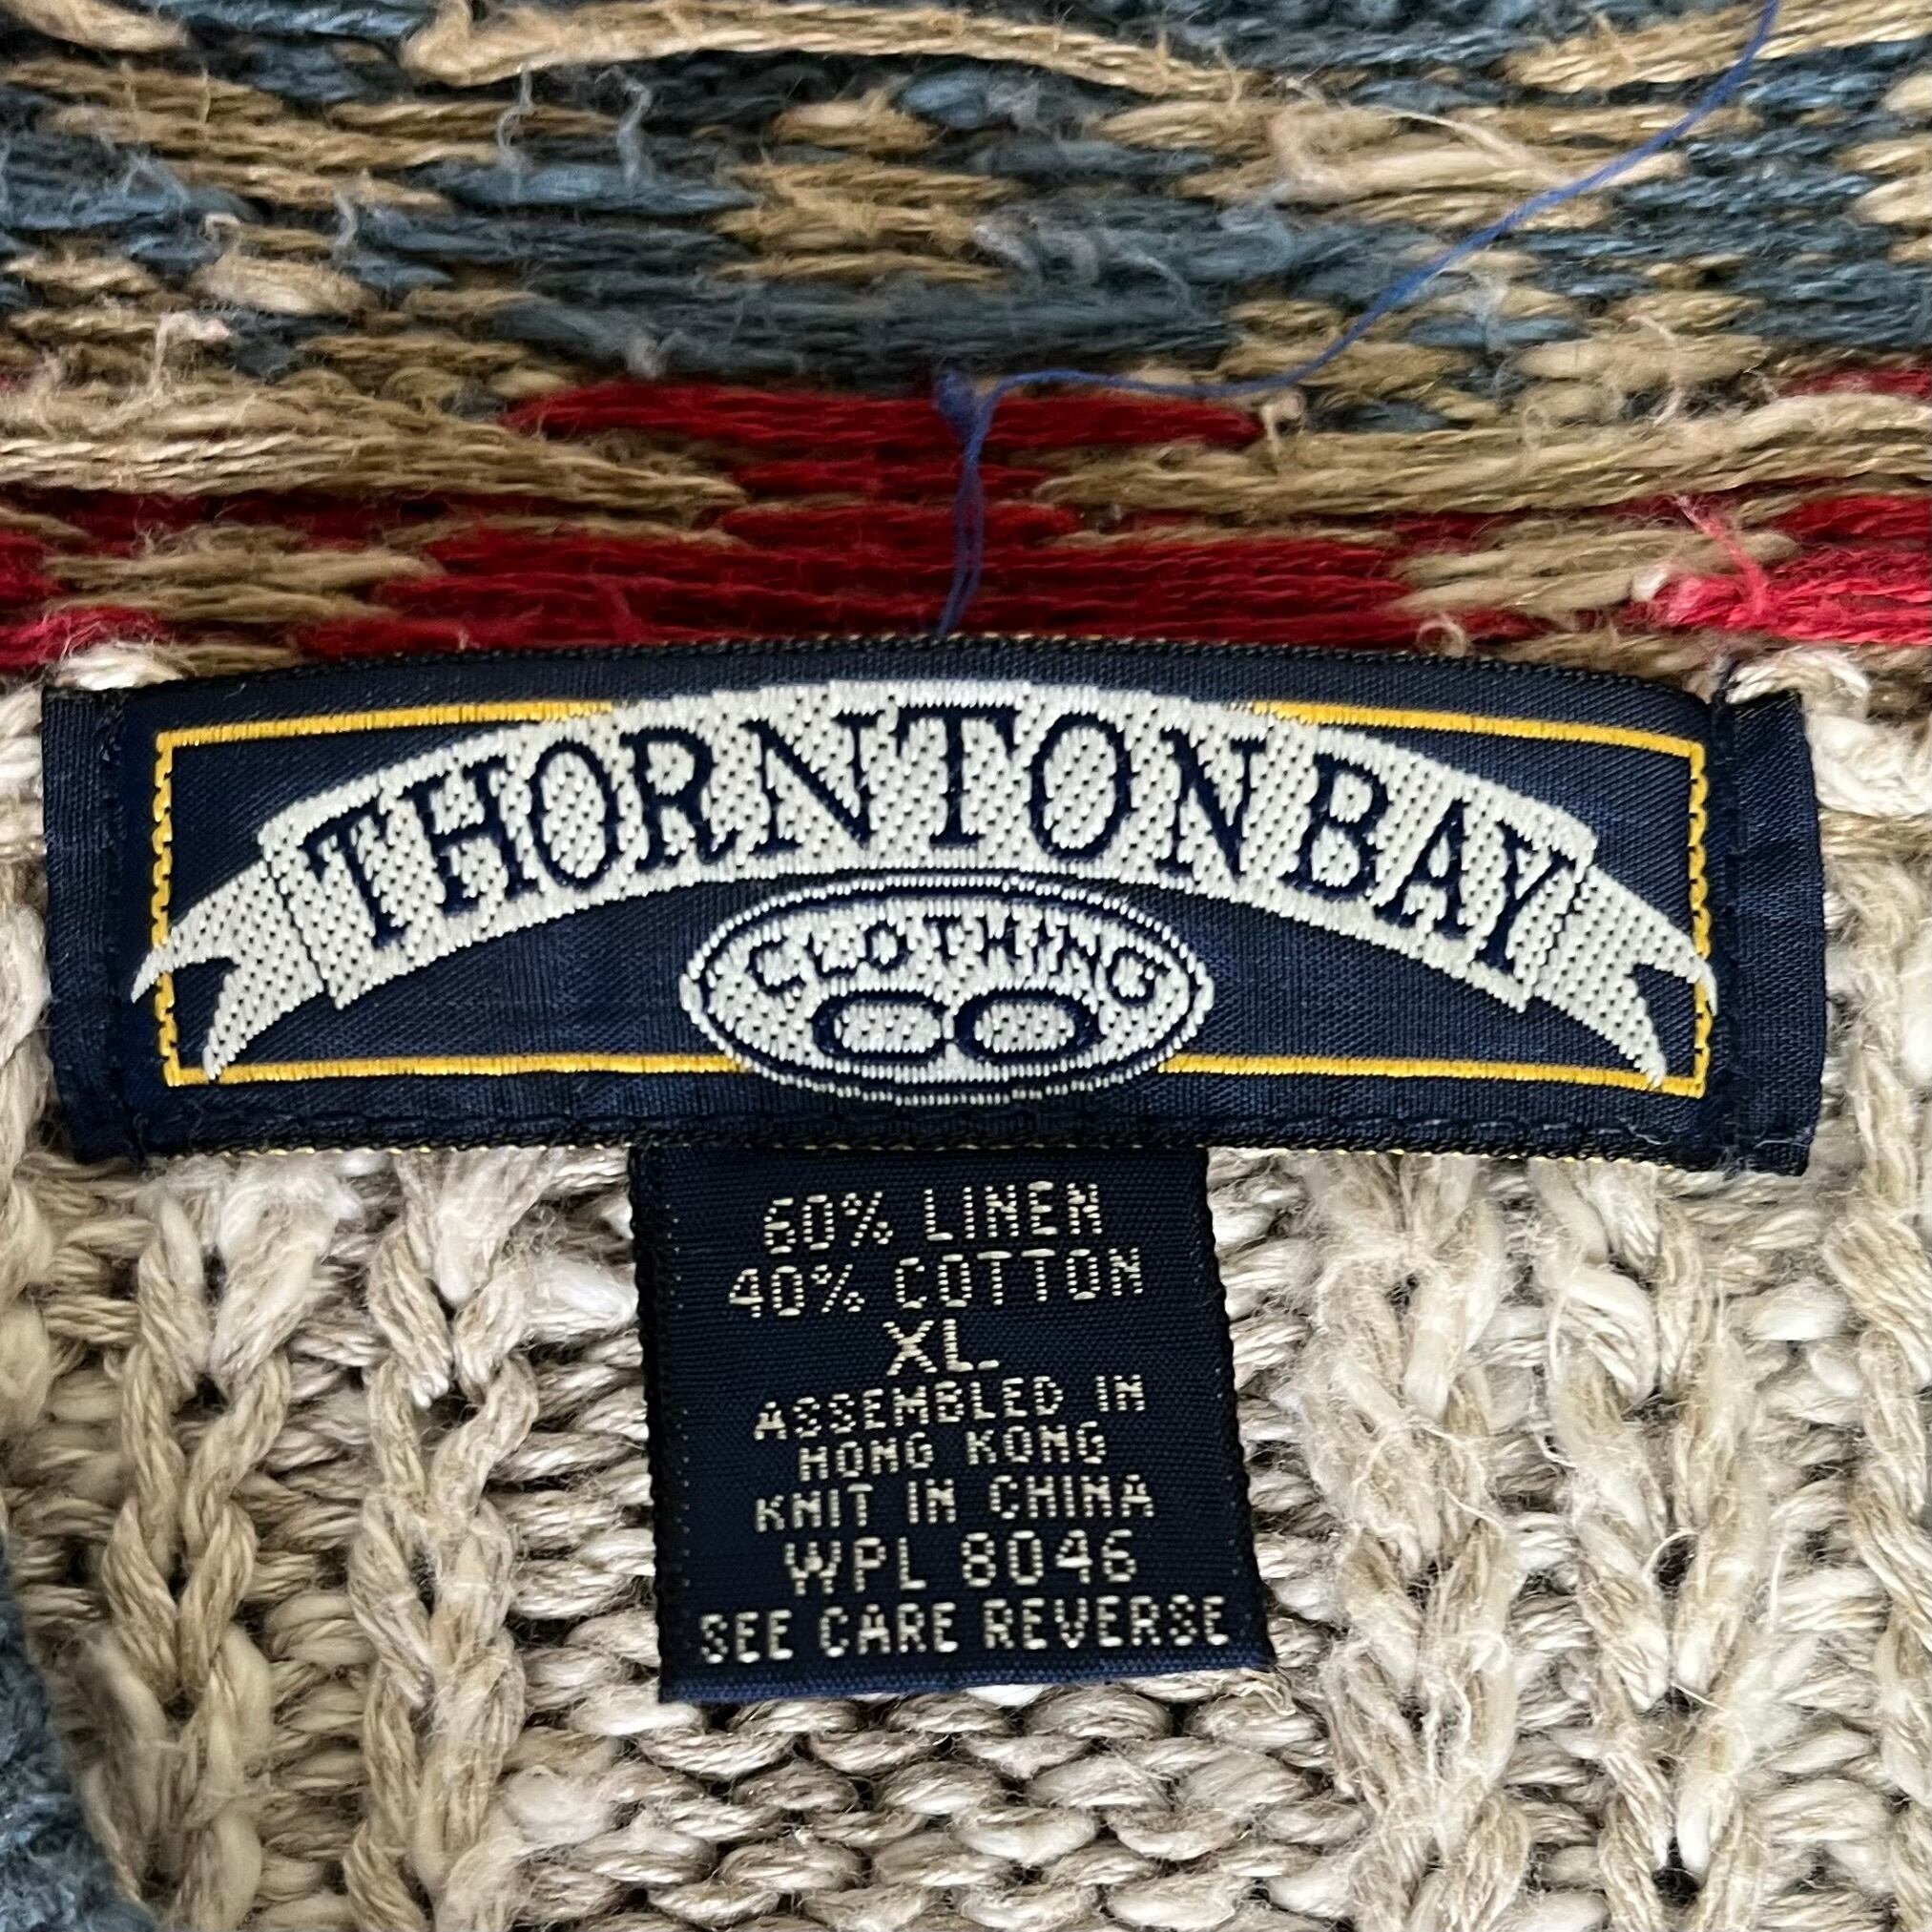 THORNTON BAY
CLOTHING
CO
60% LINEN
40% COTTON
XL
ASSEMBLED IN
HONG KONG
KNIT IN CHINA
WPL 8046
SEE CARE REVERSE